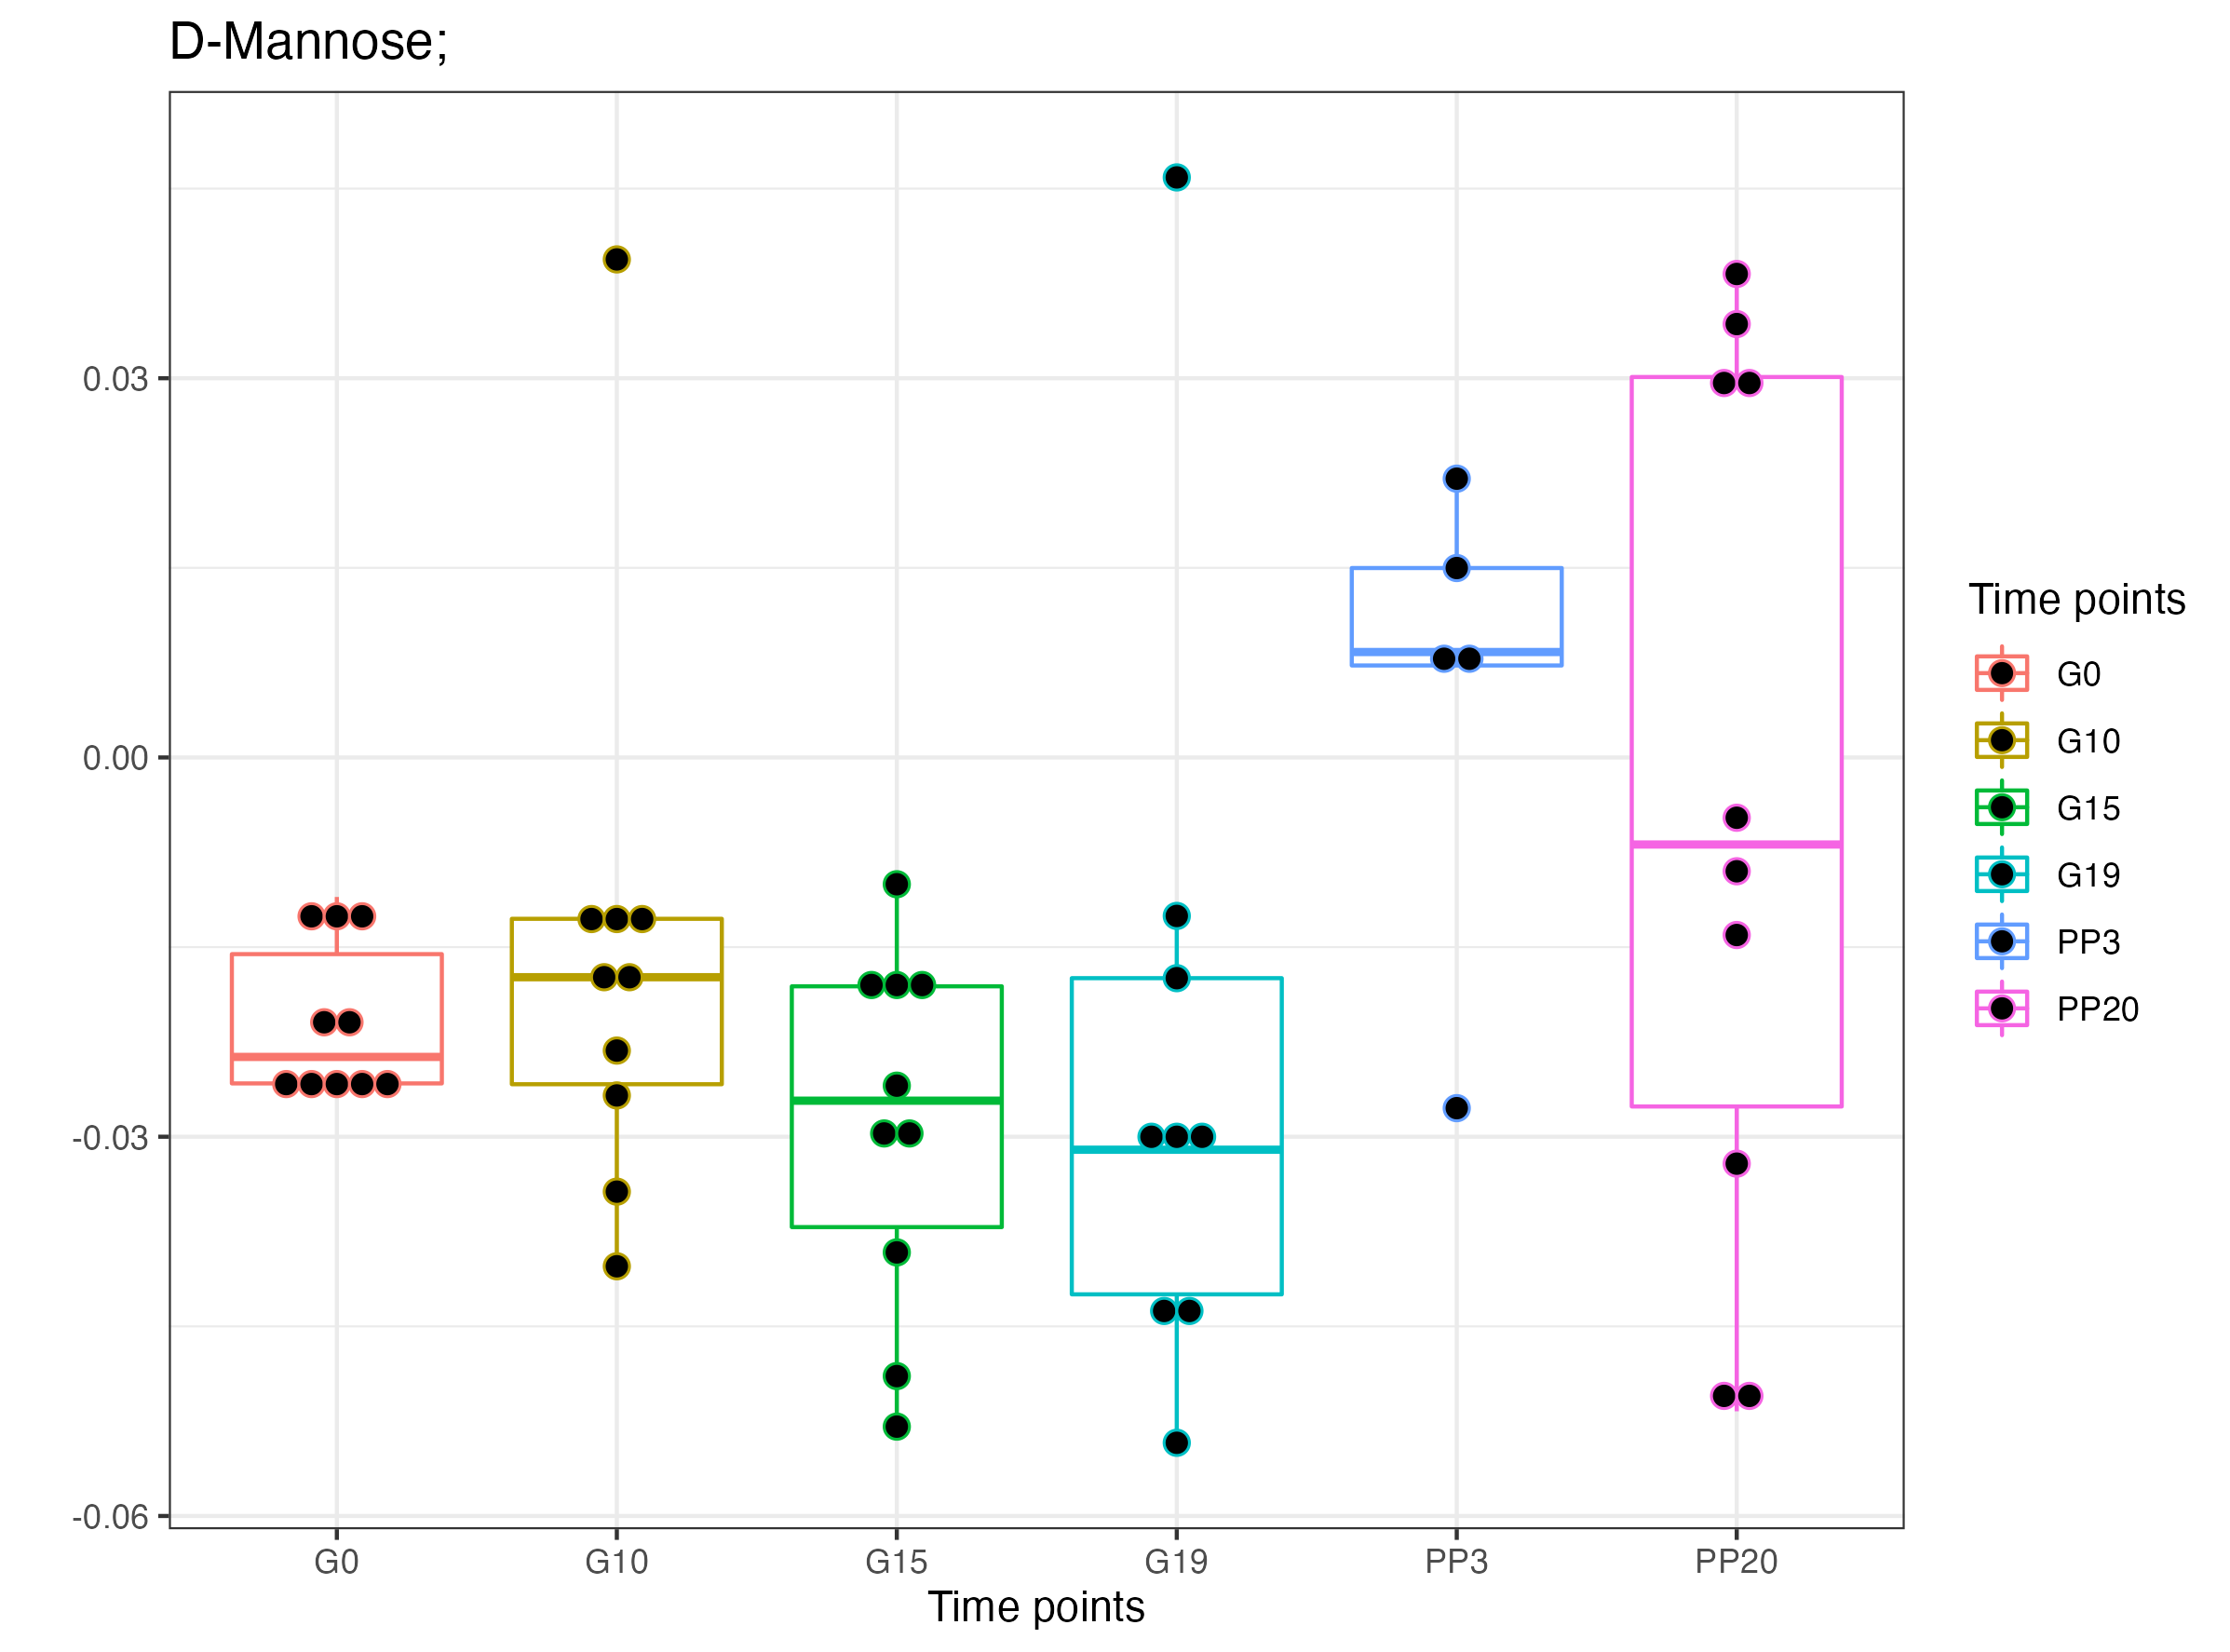 D-Mannose;
0.03
0.00
-0.03
-0.06
G0 G10 G15 G19 PP3 PP20
Time points
Time points
G0
G10
G15
G19
PP3
PP20